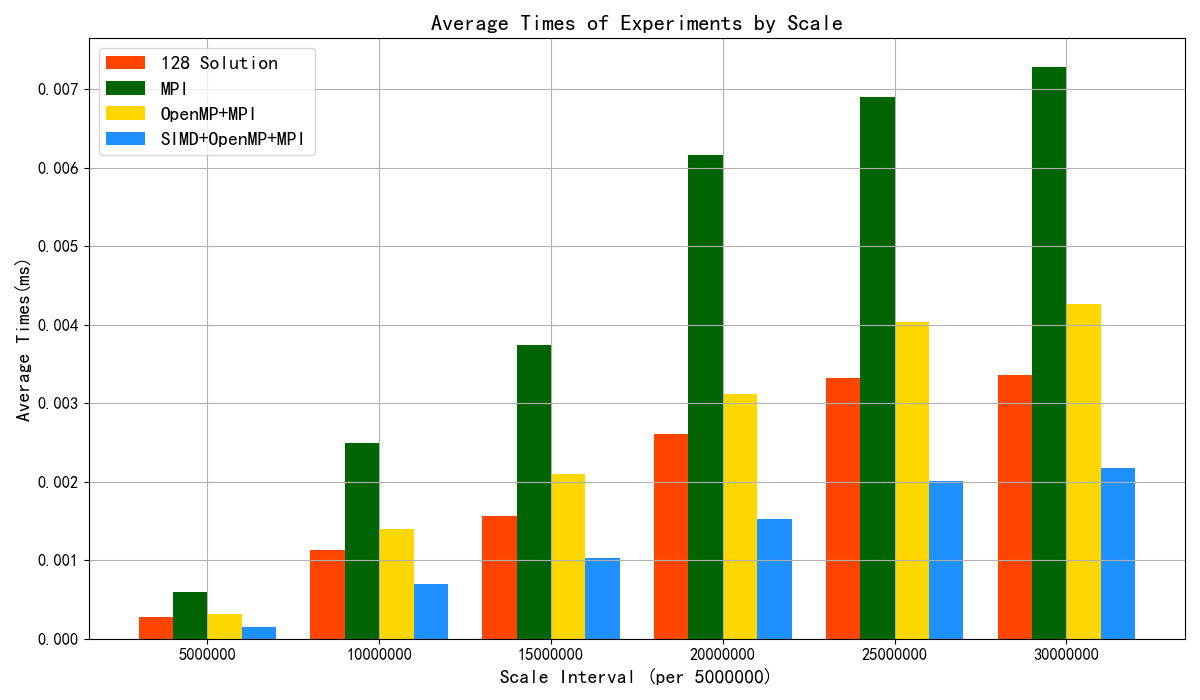 Average Times of Experiments by Scale
128 Solution
MPI
OpenMP+MPI
SIMD+OpenMP+MPI
0.007
0.006
0.005
0.004
0.003
0.002
0.001
0.000
Average Times(ms)
5000000 10000000 15000000 20000000 25000000 30000000
Scale Interval (per 5000000)